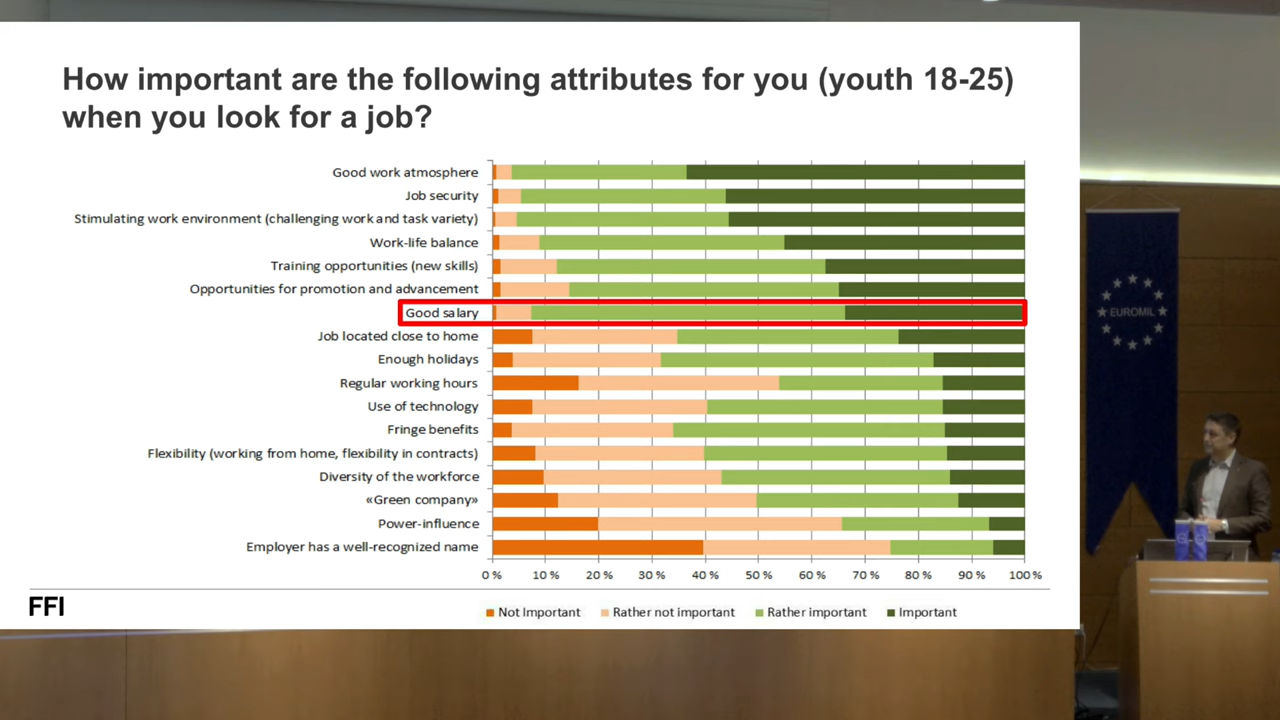 How important are the following attributes for you (youth 18-25)
when you look for a job?
Good work atmosphere
Job security
Stimulating work environment (challenging work and task variety)
Work-life balance
Training opportunities (new skills)
Opportunities for promotion and advancement
Good salary
Job located close to home
Enough holidays
Regular working hours
Use of technology
Fringe benefits
Flexibility (working from home, flexibility in contracts)
Diversity of the workforce
«Green company»
Power-influence
Employer has a well-recognized name
0 % 10 % 20 % 30 % 40 % 50 % 60 % 70 % 80 % 90 % 100 %
Not Important Rather not important Rather important Important
FFI
EUROMIL